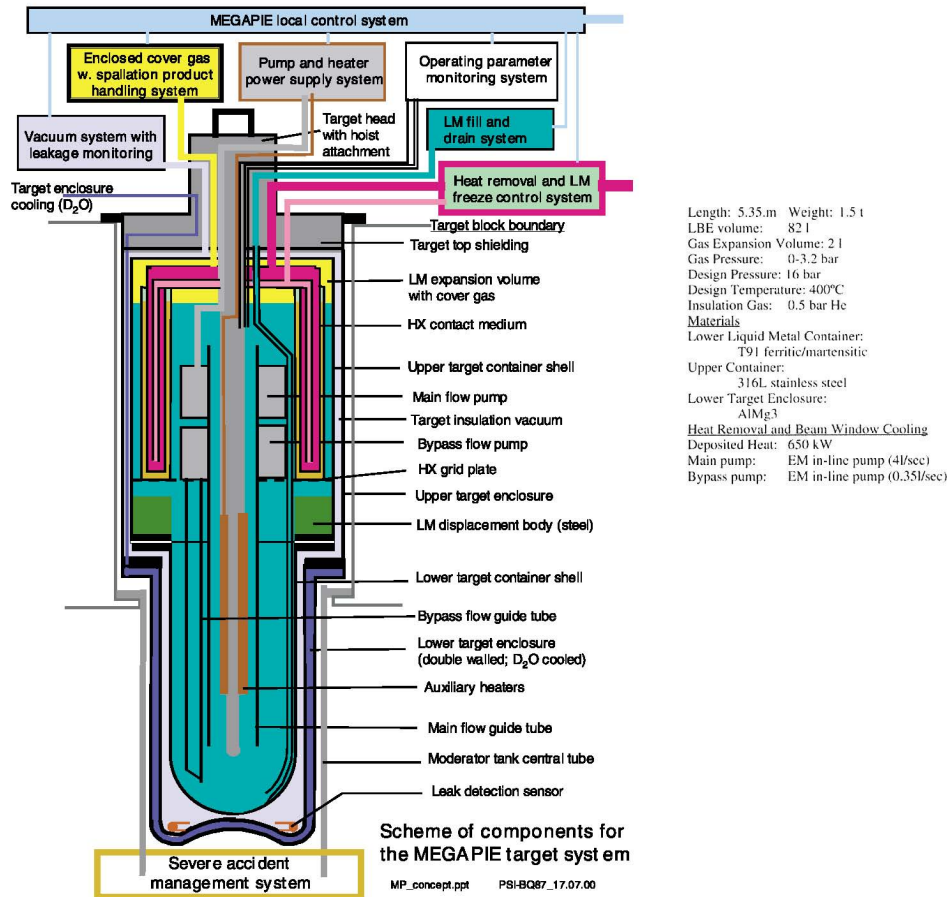 MEGAPIE local control system
Enclosed cover gas
w. spallation product
handling system
Pump and heater
power supply system
Operating parameter
monitoring system
Vacuum system with
leakage monitoring
Target head
with hoist
attachment
LM fill and
drain system
Target enclosure
cooling (D2O)
Heat removal and LM
freeze control system
Target block boundary
Target top shielding
LM expansion volume
with cover gas
HX contact medium
Upper target container shell
Main flow pump
Target insulation vacuum
Bypass flow pump
HX grid plate
Upper target enclosure
LM displacement body (steel)
Lower target container shell
Bypass flow guide tube
Lower target enclosure
(double walled; D2O cooled)
Auxiliary heaters
Main flow guide tube
Moderator tank central tube
Leak detection sensor
Severe accident
management system
Scheme of components for
the MEGAPIE target system
MP_concept.ppt PSI-BQ87_17.07.00
Length: 5.35.m Weight: 1.5 t
LBE volume: 82 l
Gas Expansion Volume: 2 l
Gas Pressure: 0-3.2 bar
Design Pressure: 16 bar
Design Temperature: 400°C
Insulation Gas: 0.5 bar He
Materials
Lower Liquid Metal Container:
T91 ferritic/martensitic
Upper Container:
316L stainless steel
Lower Target Enclosure:
AlMg3
Heat Removal and Beam Window Cooling
Deposited Heat: 650 kW
Main pump: EM in-line pump (4l/sec)
Bypass pump: EM in-line pump (0.35l/sec)